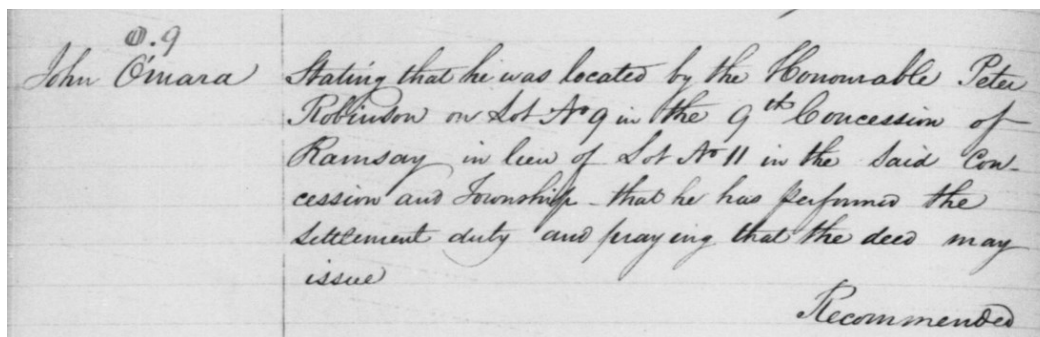 O. 9
John O'mara
Stating that he was located by the Honourable Peter
Robinson on Lot No 9 in the 9th Concession of
Ramsay in lieu of Lot No 11 in the said Con-
cession and Township - that he has performed the
settlement duty and praying that the deed may
issue
Recommended